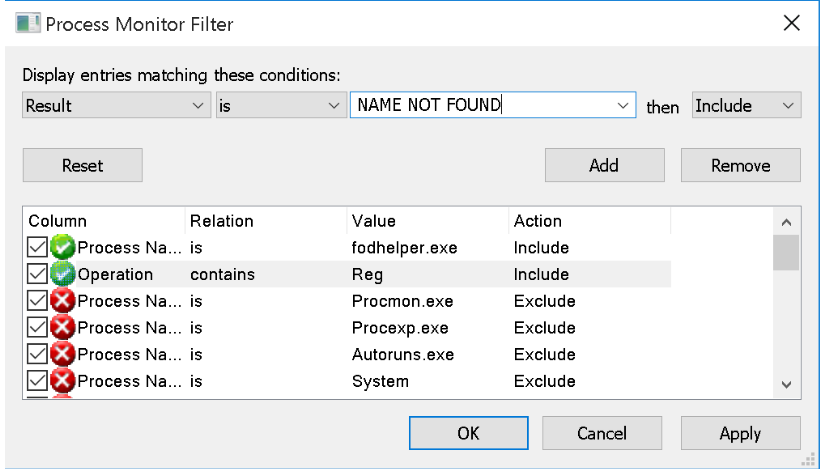 Process Monitor Filter
Display entries matching these conditions:
Result is NAME NOT FOUND then Include
Reset Add Remove
Column Relation Value Action
Process Na... is fodhelper.exe Include
Operation contains Reg Include
Process Na... is Procmon.exe Exclude
Process Na... is Procexp.exe Exclude
Process Na... is Autoruns.exe Exclude
Process Na... is System Exclude
OK Cancel Apply